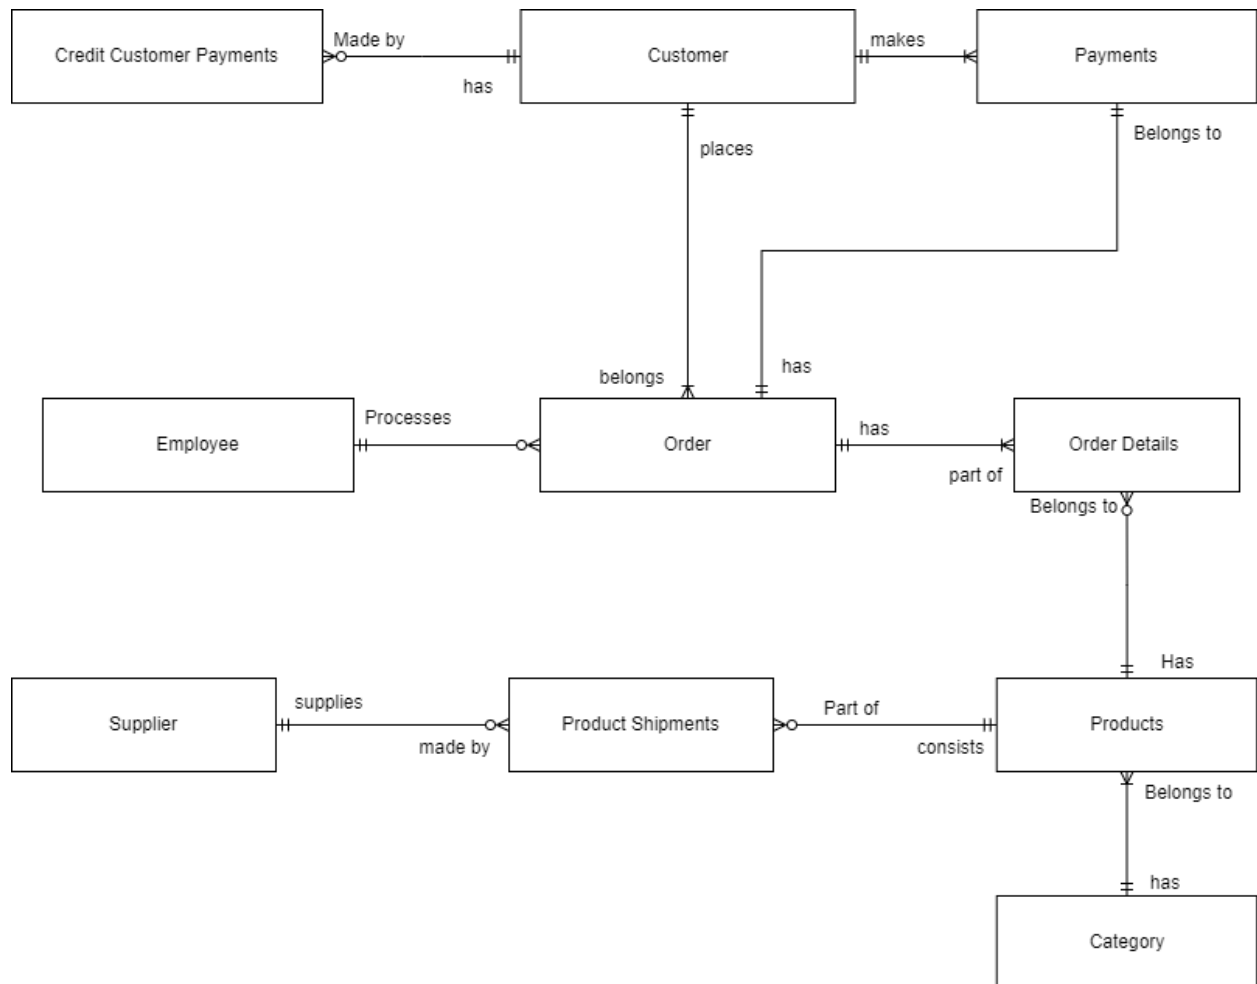 Credit Customer Payments
Made by
has
Customer
makes
Payments
Belongs to
places
belongs
has
Employee
Processes
Order
has
part of
Order Details
Belongs to
Has
Supplier
supplies
made by
Product Shipments
Part of
consists
Products
Belongs to
has
Category